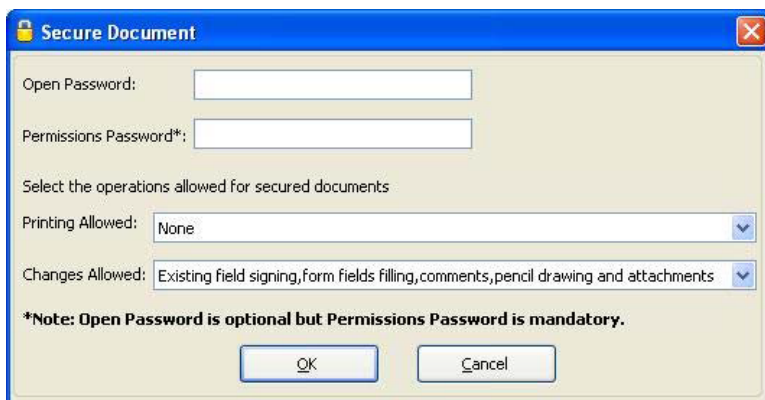 Secure Document
Open Password:
Permissions Password*:
Select the operations allowed for secured documents
Printing Allowed: None
Changes Allowed: Existing field signing,form fields filling,comments,pencil drawing and attachments
*Note: Open Password is optional but Permissions Password is mandatory.
OK Cancel